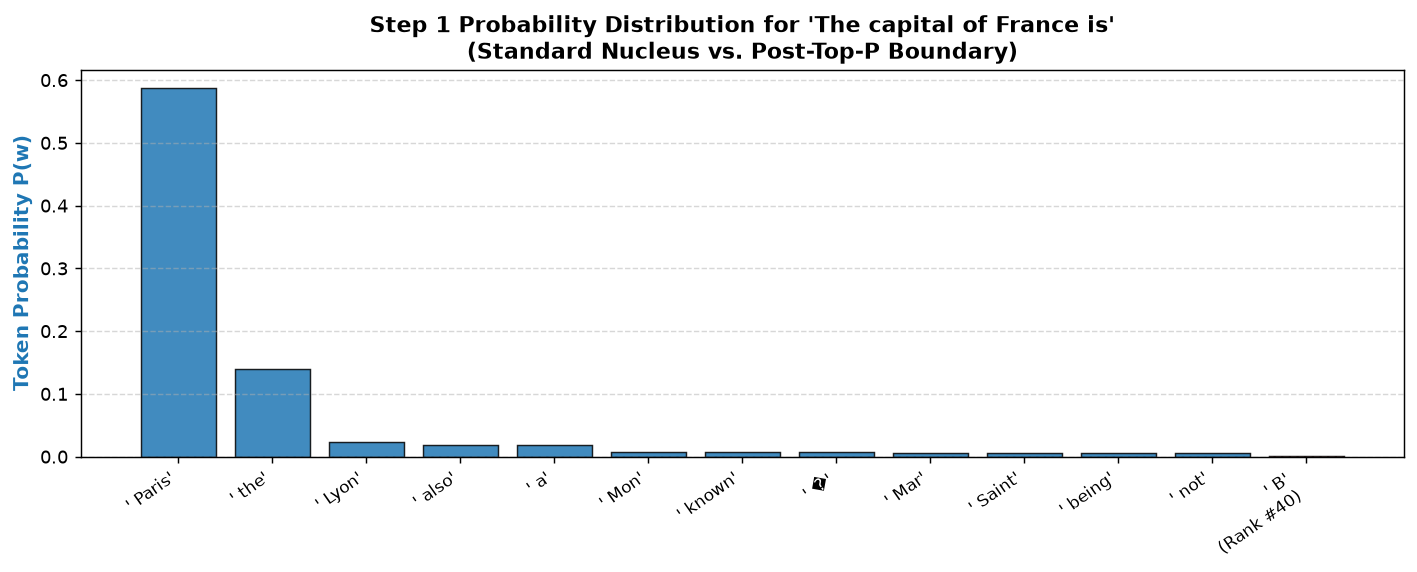 Step 1 Probability Distribution for 'The capital of France is'
(Standard Nucleus vs. Post-Top-P Boundary)
Token Probability P(w)
0.6
0.5
0.4
0.3
0.2
0.1
0.0
' Paris'
' the'
' Lyon'
' also'
' a'
' Mon'
' known'
' �'
' Mar'
' Saint'
' being'
' not'
' B'
(Rank #40)